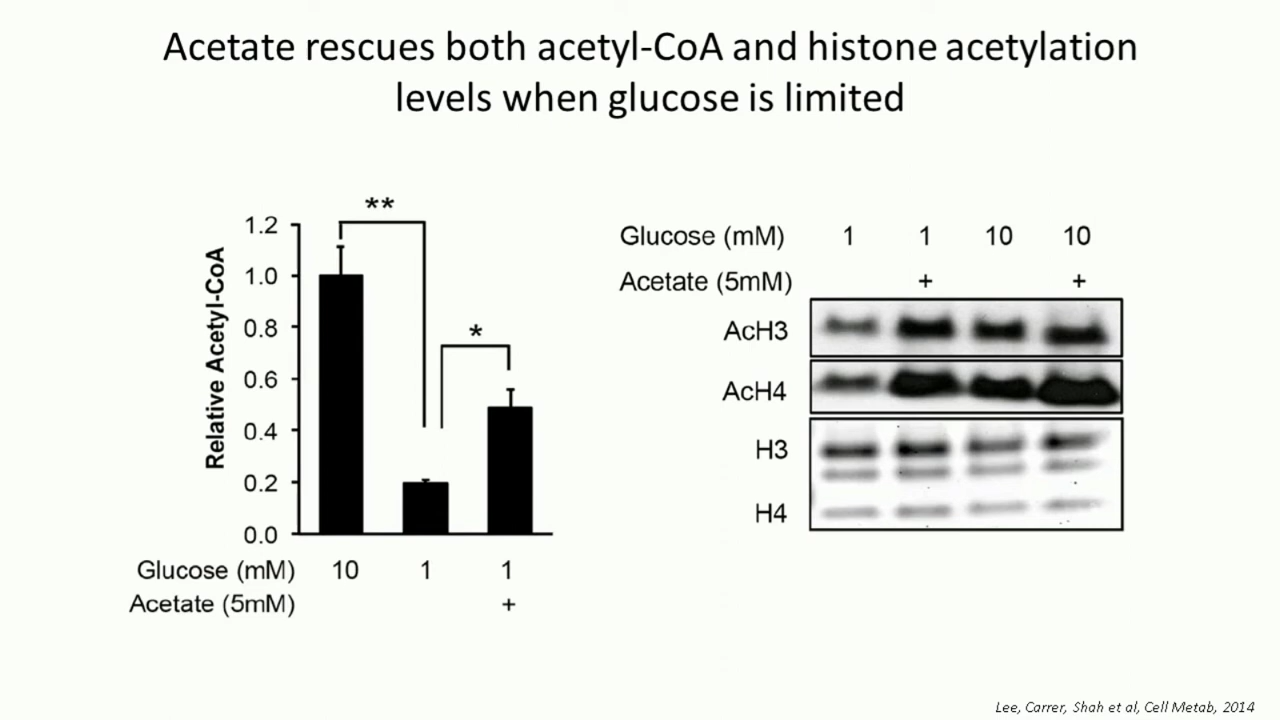 Acetate rescues both acetyl-CoA and histone acetylation
levels when glucose is limited
**
*
Relative Acetyl-CoA
1.2
1.0
0.8
0.6
0.4
0.2
0.0
Glucose (mM) 10 1 1
Acetate (5mM) +
Glucose (mM) 1 1 10 10
Acetate (5mM) + +
AcH3
AcH4
H3
H4
Lee, Carrer, Shah et al, Cell Metab, 2014